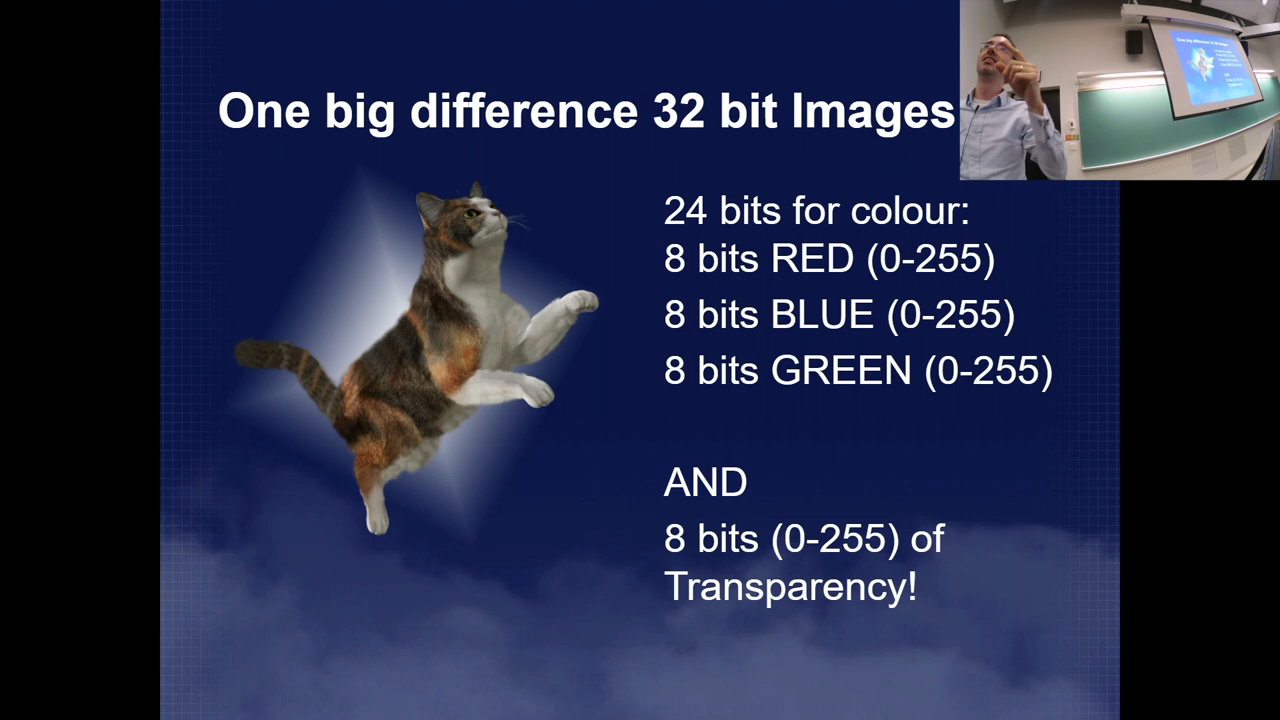 One big difference 32 bit Images
24 bits for colour:
8 bits RED (0-255)
8 bits BLUE (0-255)
8 bits GREEN (0-255)
AND
8 bits (0-255) of
Transparency!